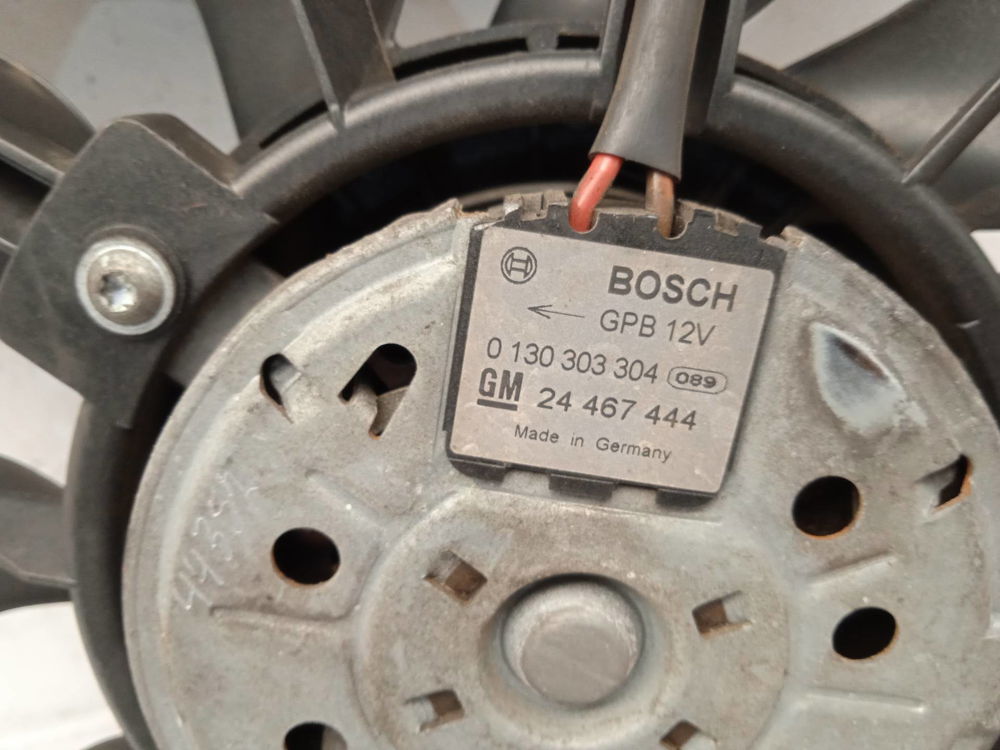 BOSCH
GPB 12V
0 130 303 304 089
GM 24 467 444
Made in Germany